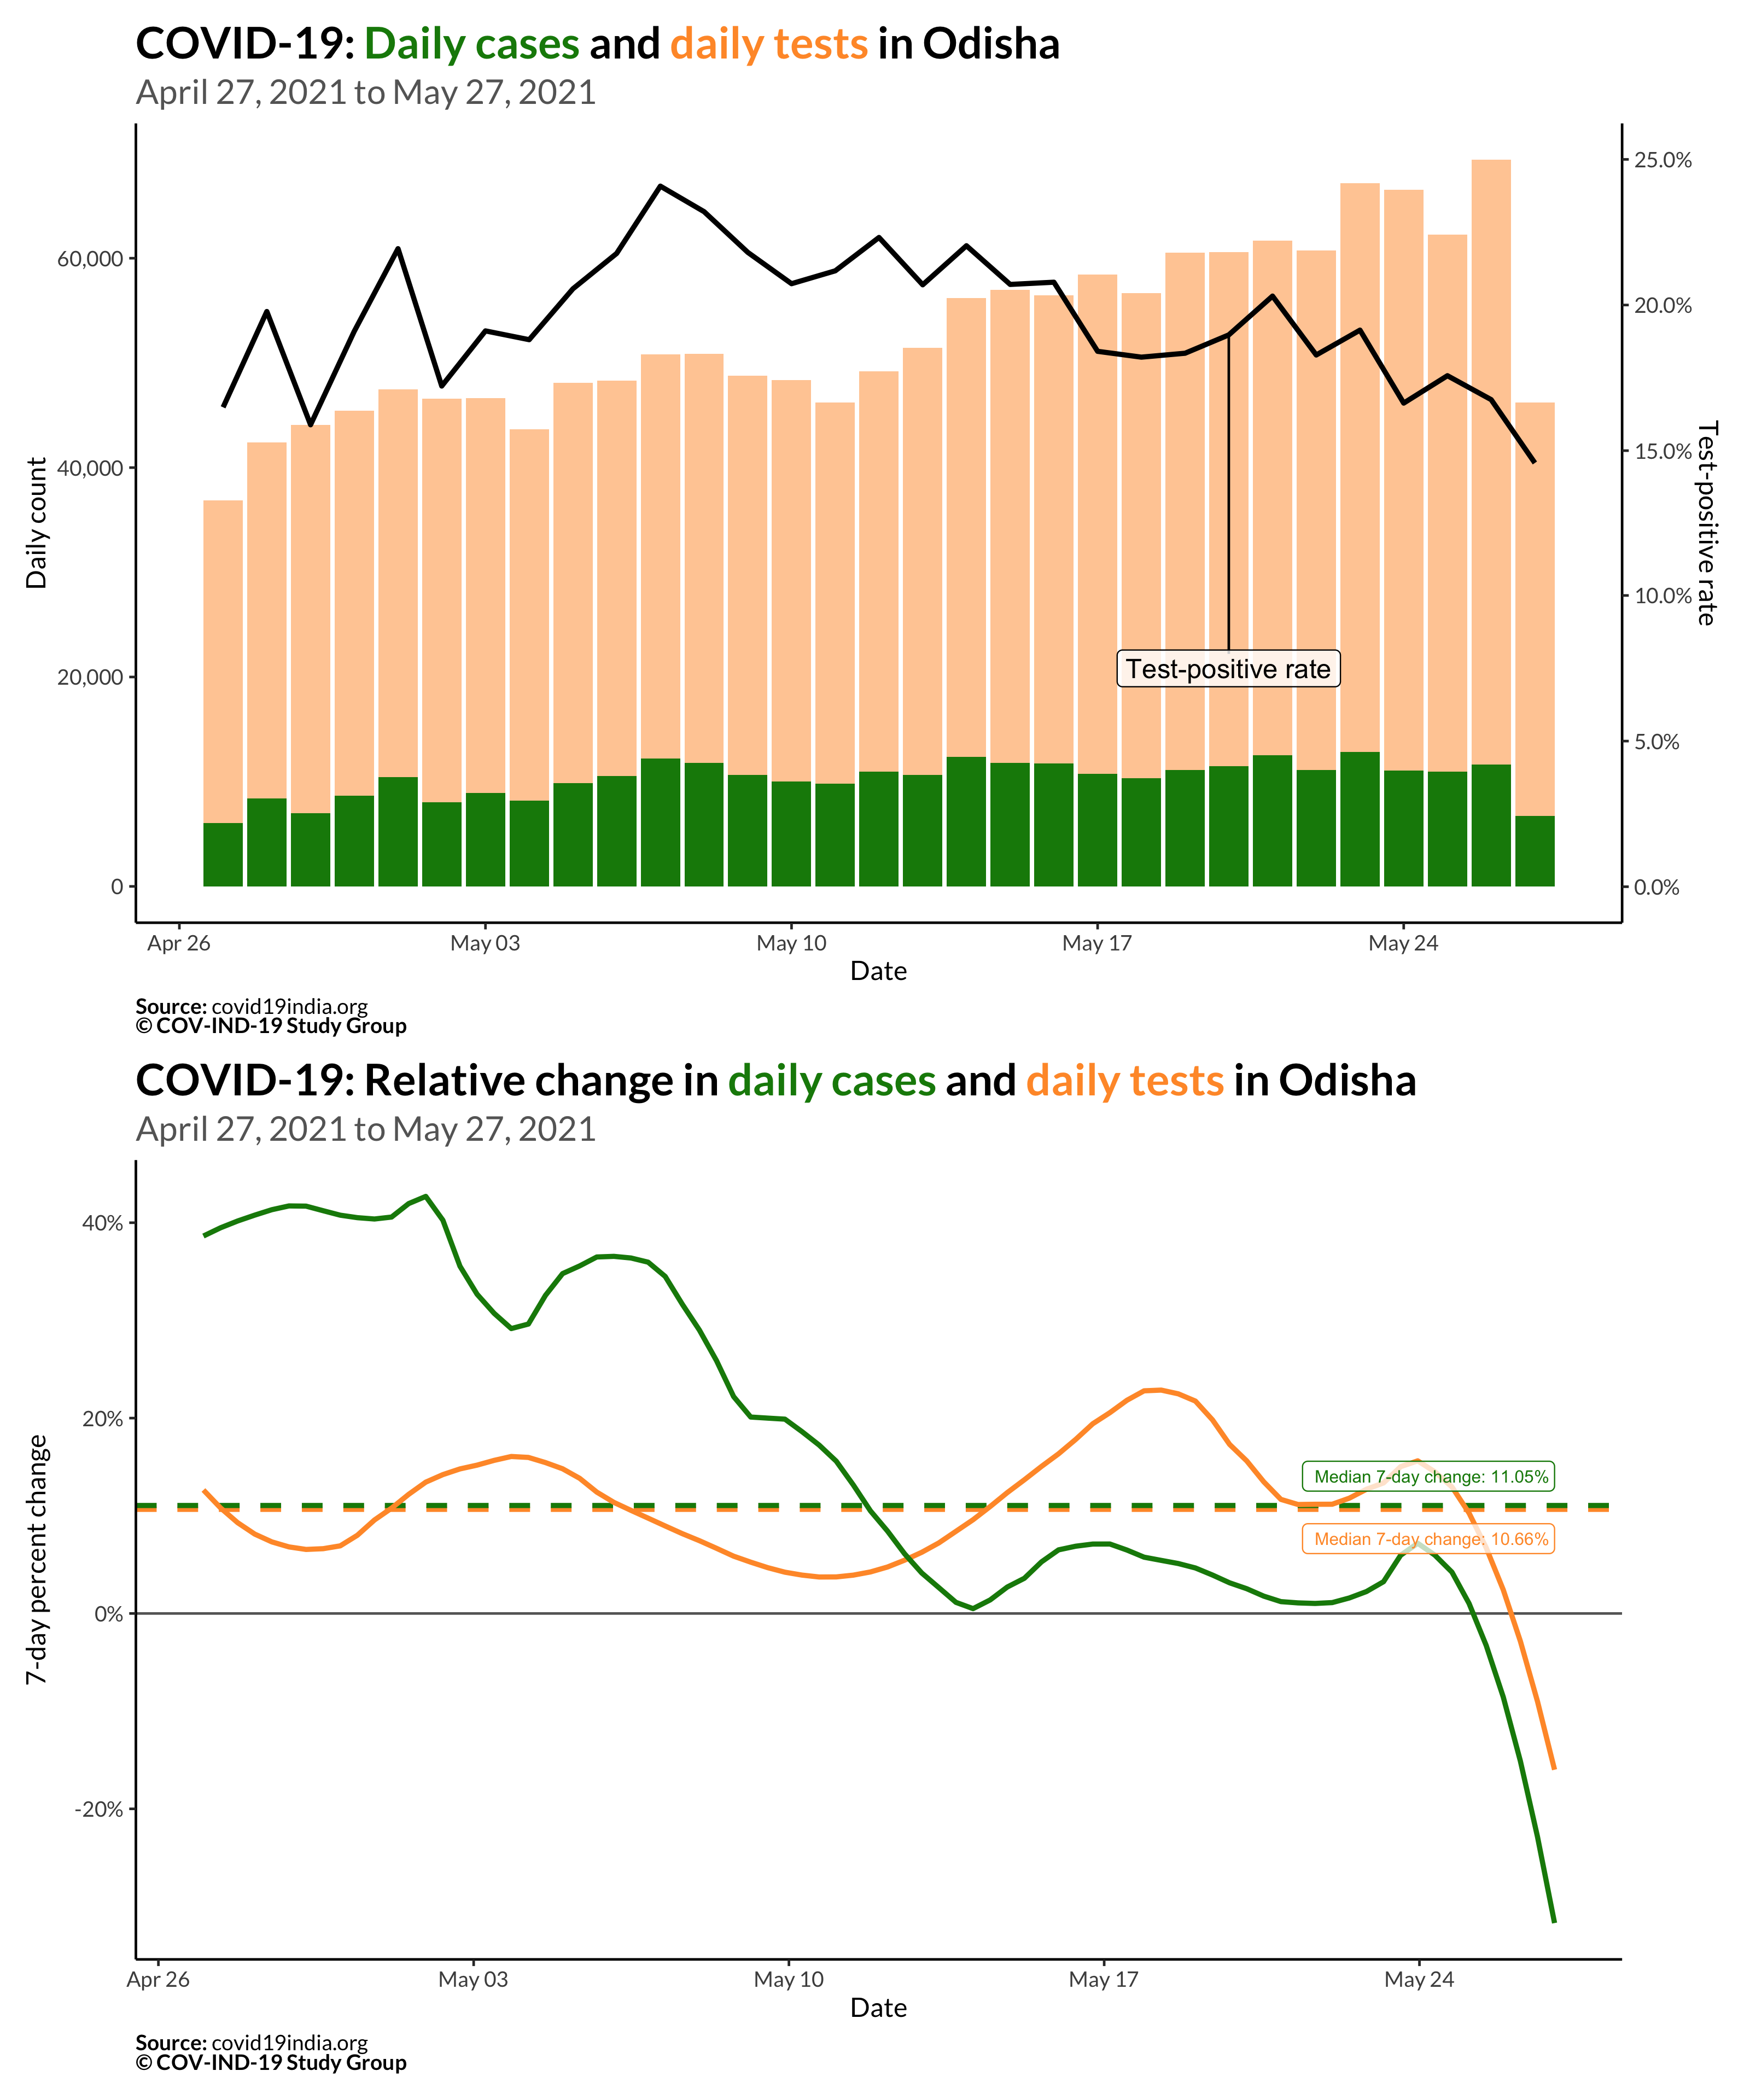 COVID-19: Daily cases and daily tests in Odisha
April 27, 2021 to May 27, 2021
Daily count
60,000
40,000
20,000
0
25.0%
20.0%
15.0%
10.0%
5.0%
0.0%
Test-positive rate
Test-positive rate
Apr 26
May 03
May 10
May 17
May 24
Date
Source: covid19india.org
© COV-IND-19 Study Group
COVID-19: Relative change in daily cases and daily tests in Odisha
April 27, 2021 to May 27, 2021
7-day percent change
40%
20%
0%
-20%
Median 7-day change: 11.05%
Median 7-day change: 10.66%
Apr 26
May 03
May 10
May 17
May 24
Date
Source: covid19india.org
© COV-IND-19 Study Group